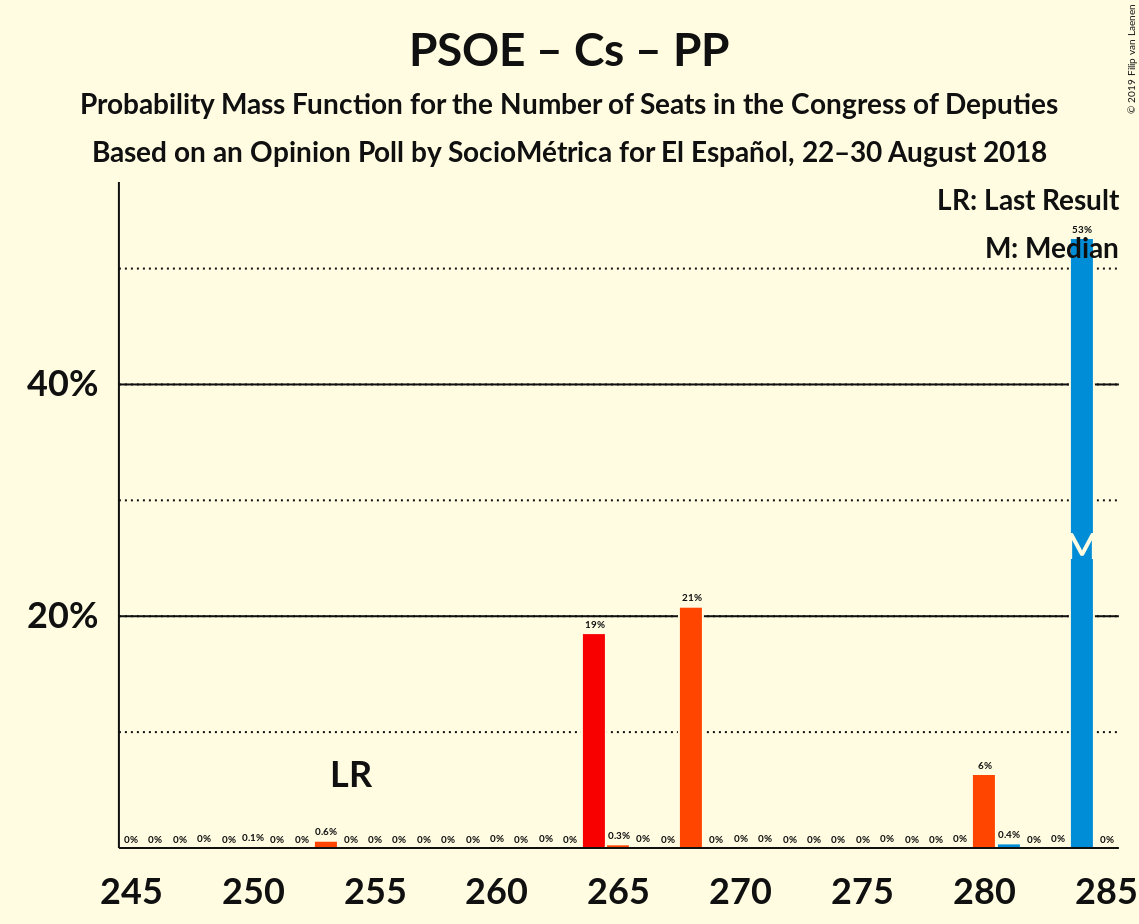 PSOE – Cs – PP
Probability Mass Function for the Number of Seats in the Congress of Deputies
Based on an Opinion Poll by SocioMétrica for El Español, 22–30 August 2018
© 2019 Filip van Laenen
LR: Last Result
M: Median
53%
40%
M
20%
21%
19%
LR
6%
0% 0% 0% 0% 0% 0.1% 0% 0% 0.6% 0% 0% 0% 0% 0% 0% 0% 0% 0% 0% 0.3% 0% 0% 0% 0% 0% 0% 0% 0% 0% 0% 0% 0% 0% 0.4% 0% 0% 0%
245 250 255 260 265 270 275 280 285